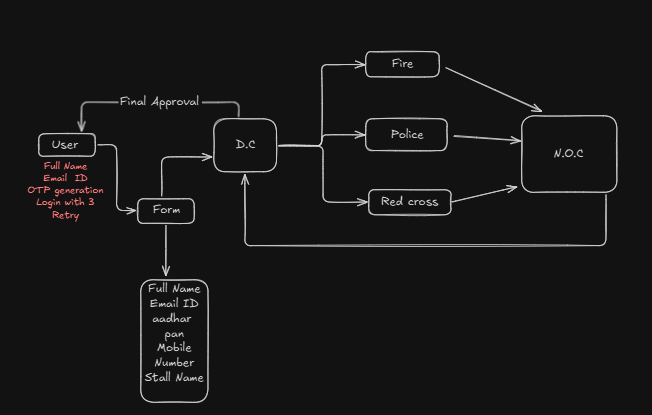 Fire
Final Approval
User
D.C
Police
N.O.C
Full Name
Email ID
OTP generation
Login with 3
Retry
Form
Red cross
Full Name
Email ID
aadhar
pan
Mobile
Number
Stall Name